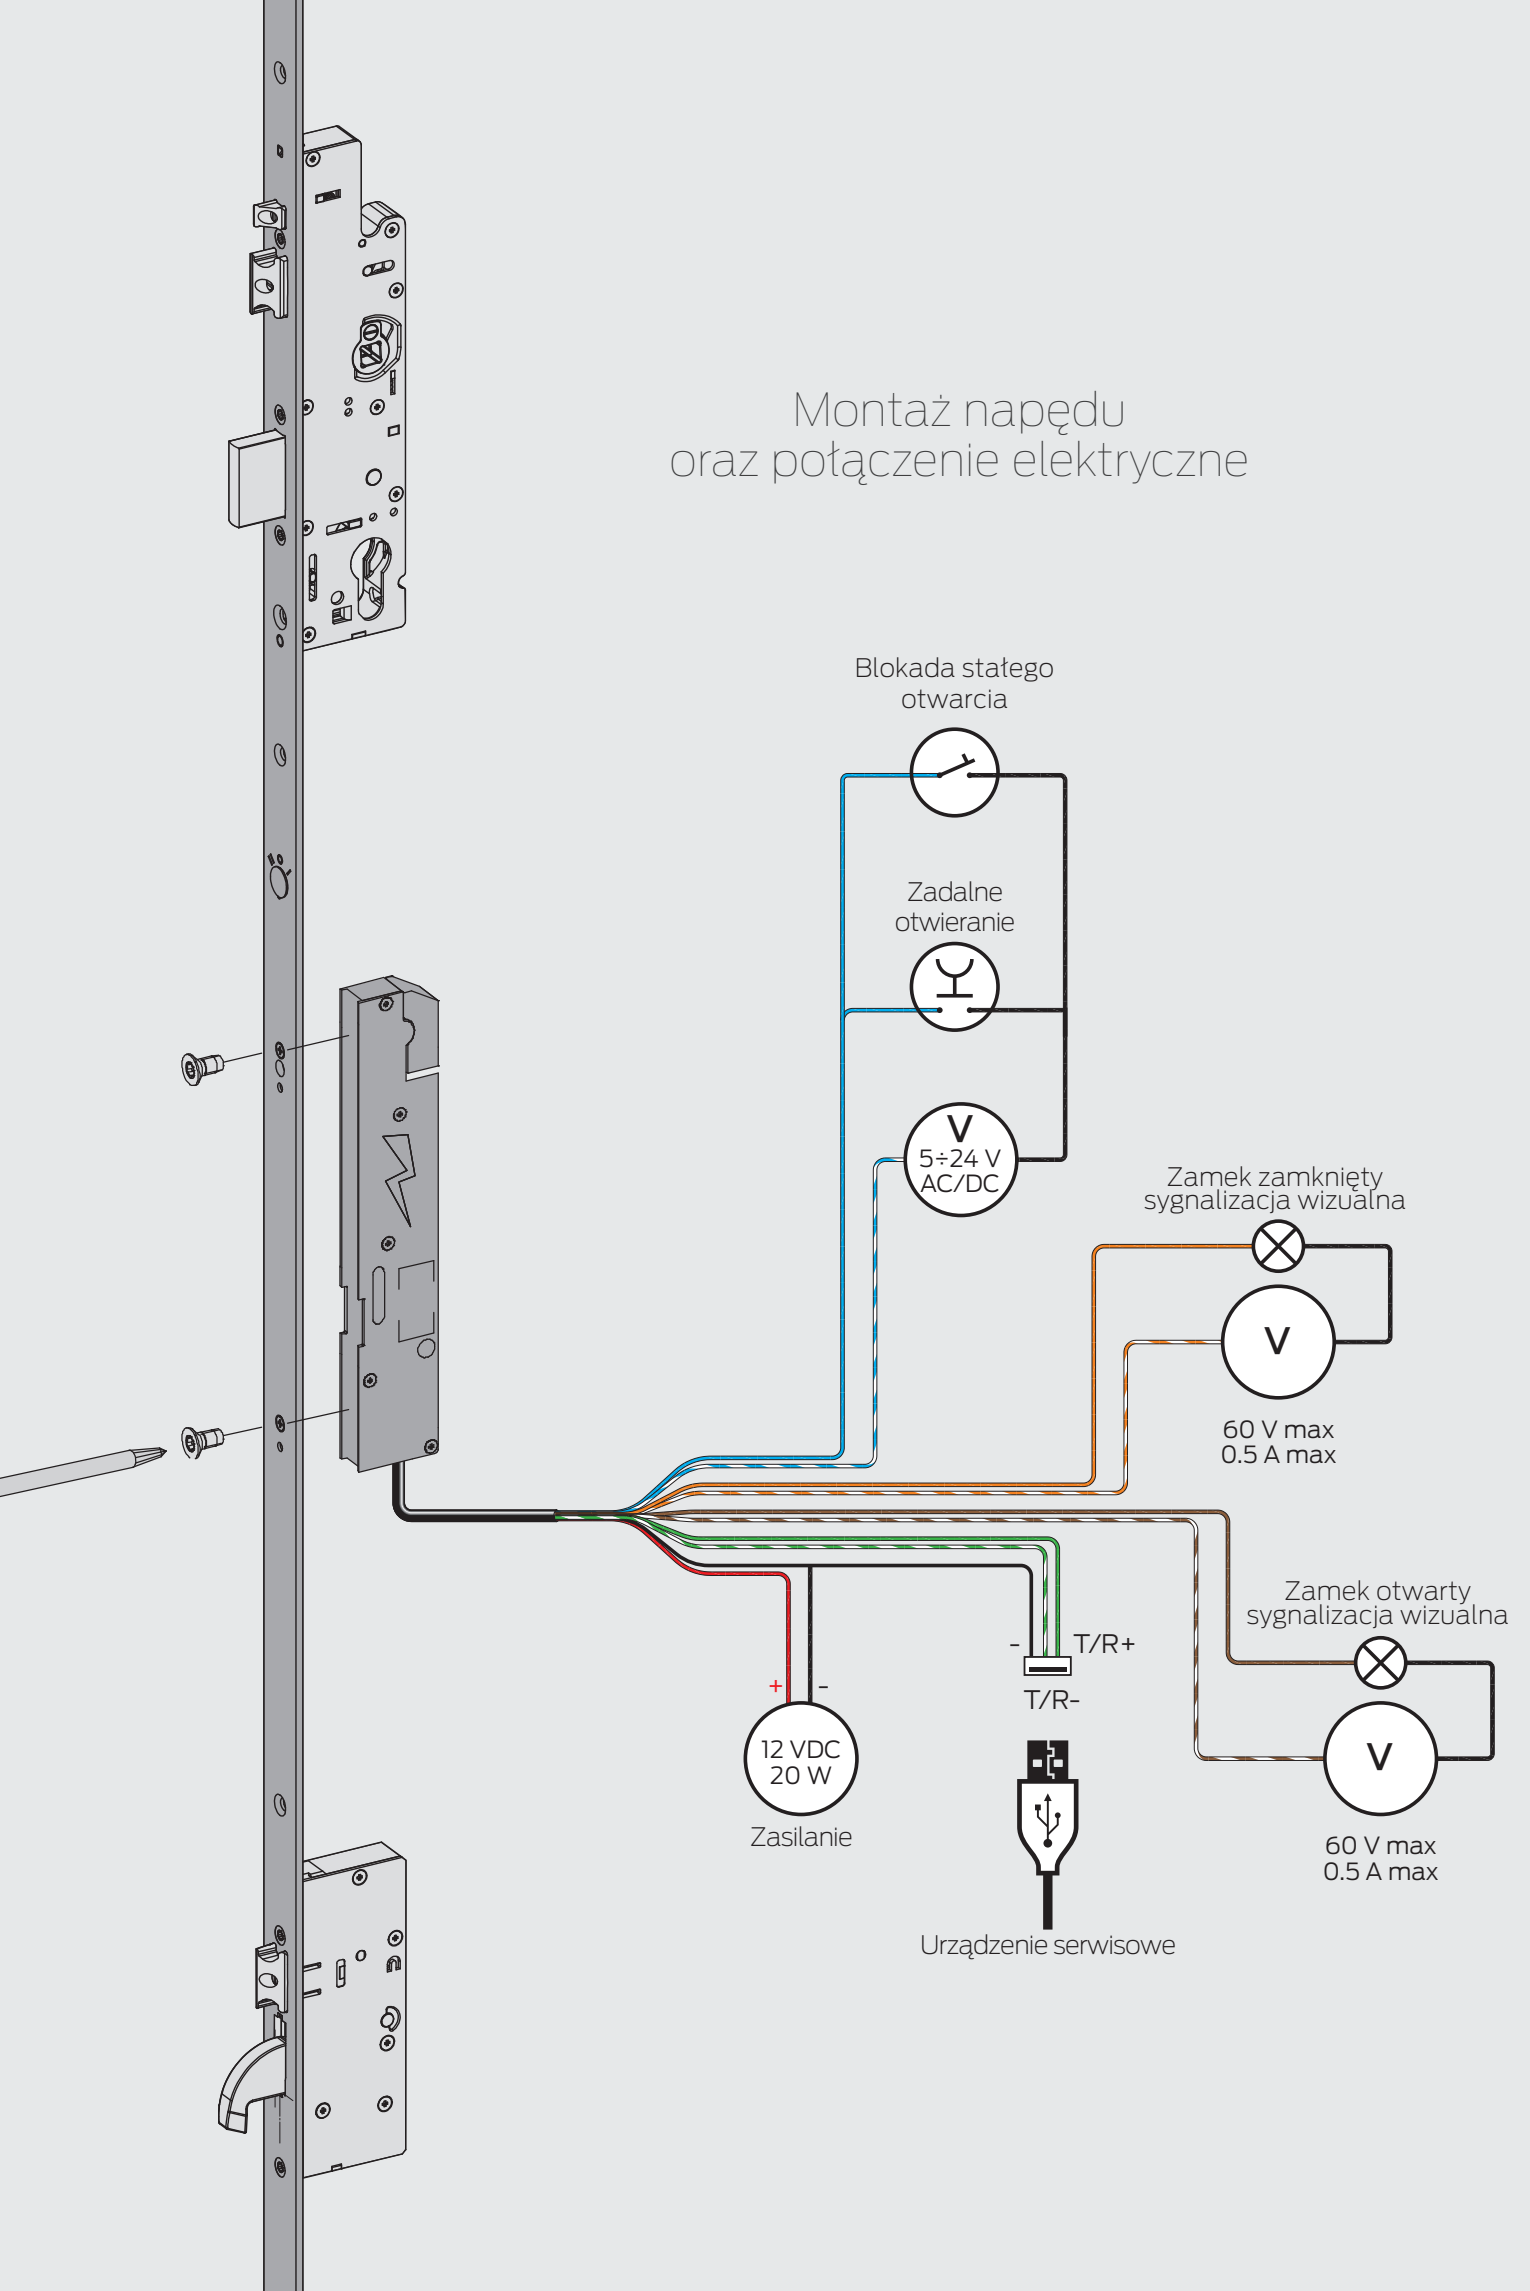 Montaż napędu
oraz połączenie elektryczne
Blokada stałego
otwarcia
Zadalne
otwieranie
V
5÷24 V
AC/DC
Zamek zamknięty
sygnalizacja wizualna
V
60 V max
0.5 A max
Zamek otwarty
sygnalizacja wizualna
- T/R+
T/R-
+ -
12 VDC
20 W
Zasilanie
V
60 V max
0.5 A max
Urządzenie serwisowe